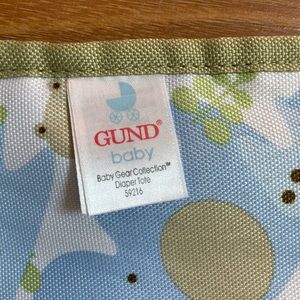 GUND®
baby
Baby Gear Collection™
Diaper Tote
59216